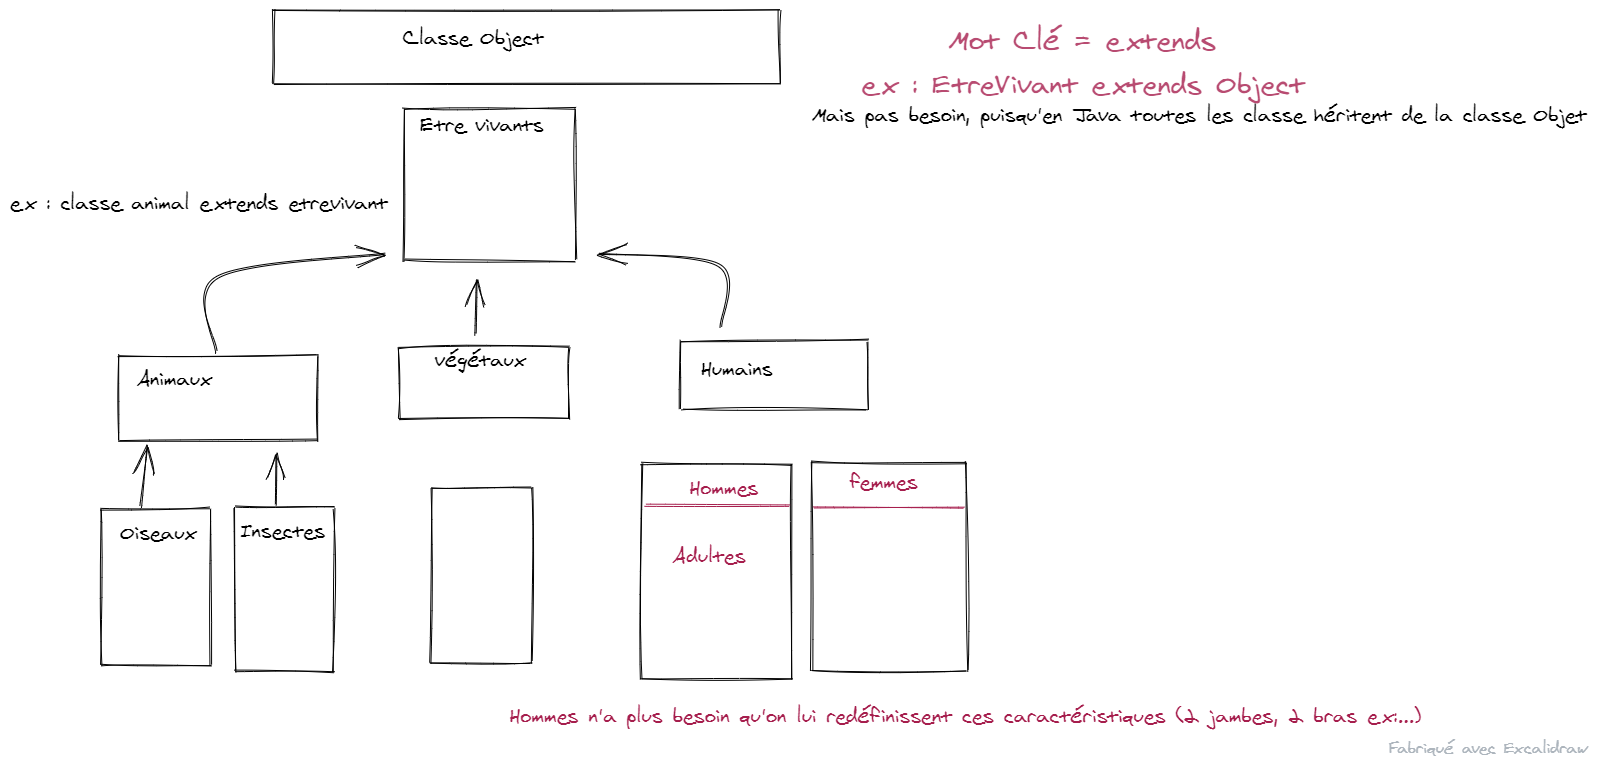 Classe Object
Mot Clé = extends
ex : EtreVivant extends Object
Mais pas besoin, puisqu'en Java toutes les classe héritent de la classe Objet
Etre vivants
ex : classe animal extends etrevivant
Animaux
végétaux
Humains
Oiseaux
Insectes
Hommes
femmes
Adultes
Hommes n'a plus besoin qu'on lui redéfinissent ces caractéristiques (2 jambes, 2 bras ex:...)
Fabriqué avec Excalidraw